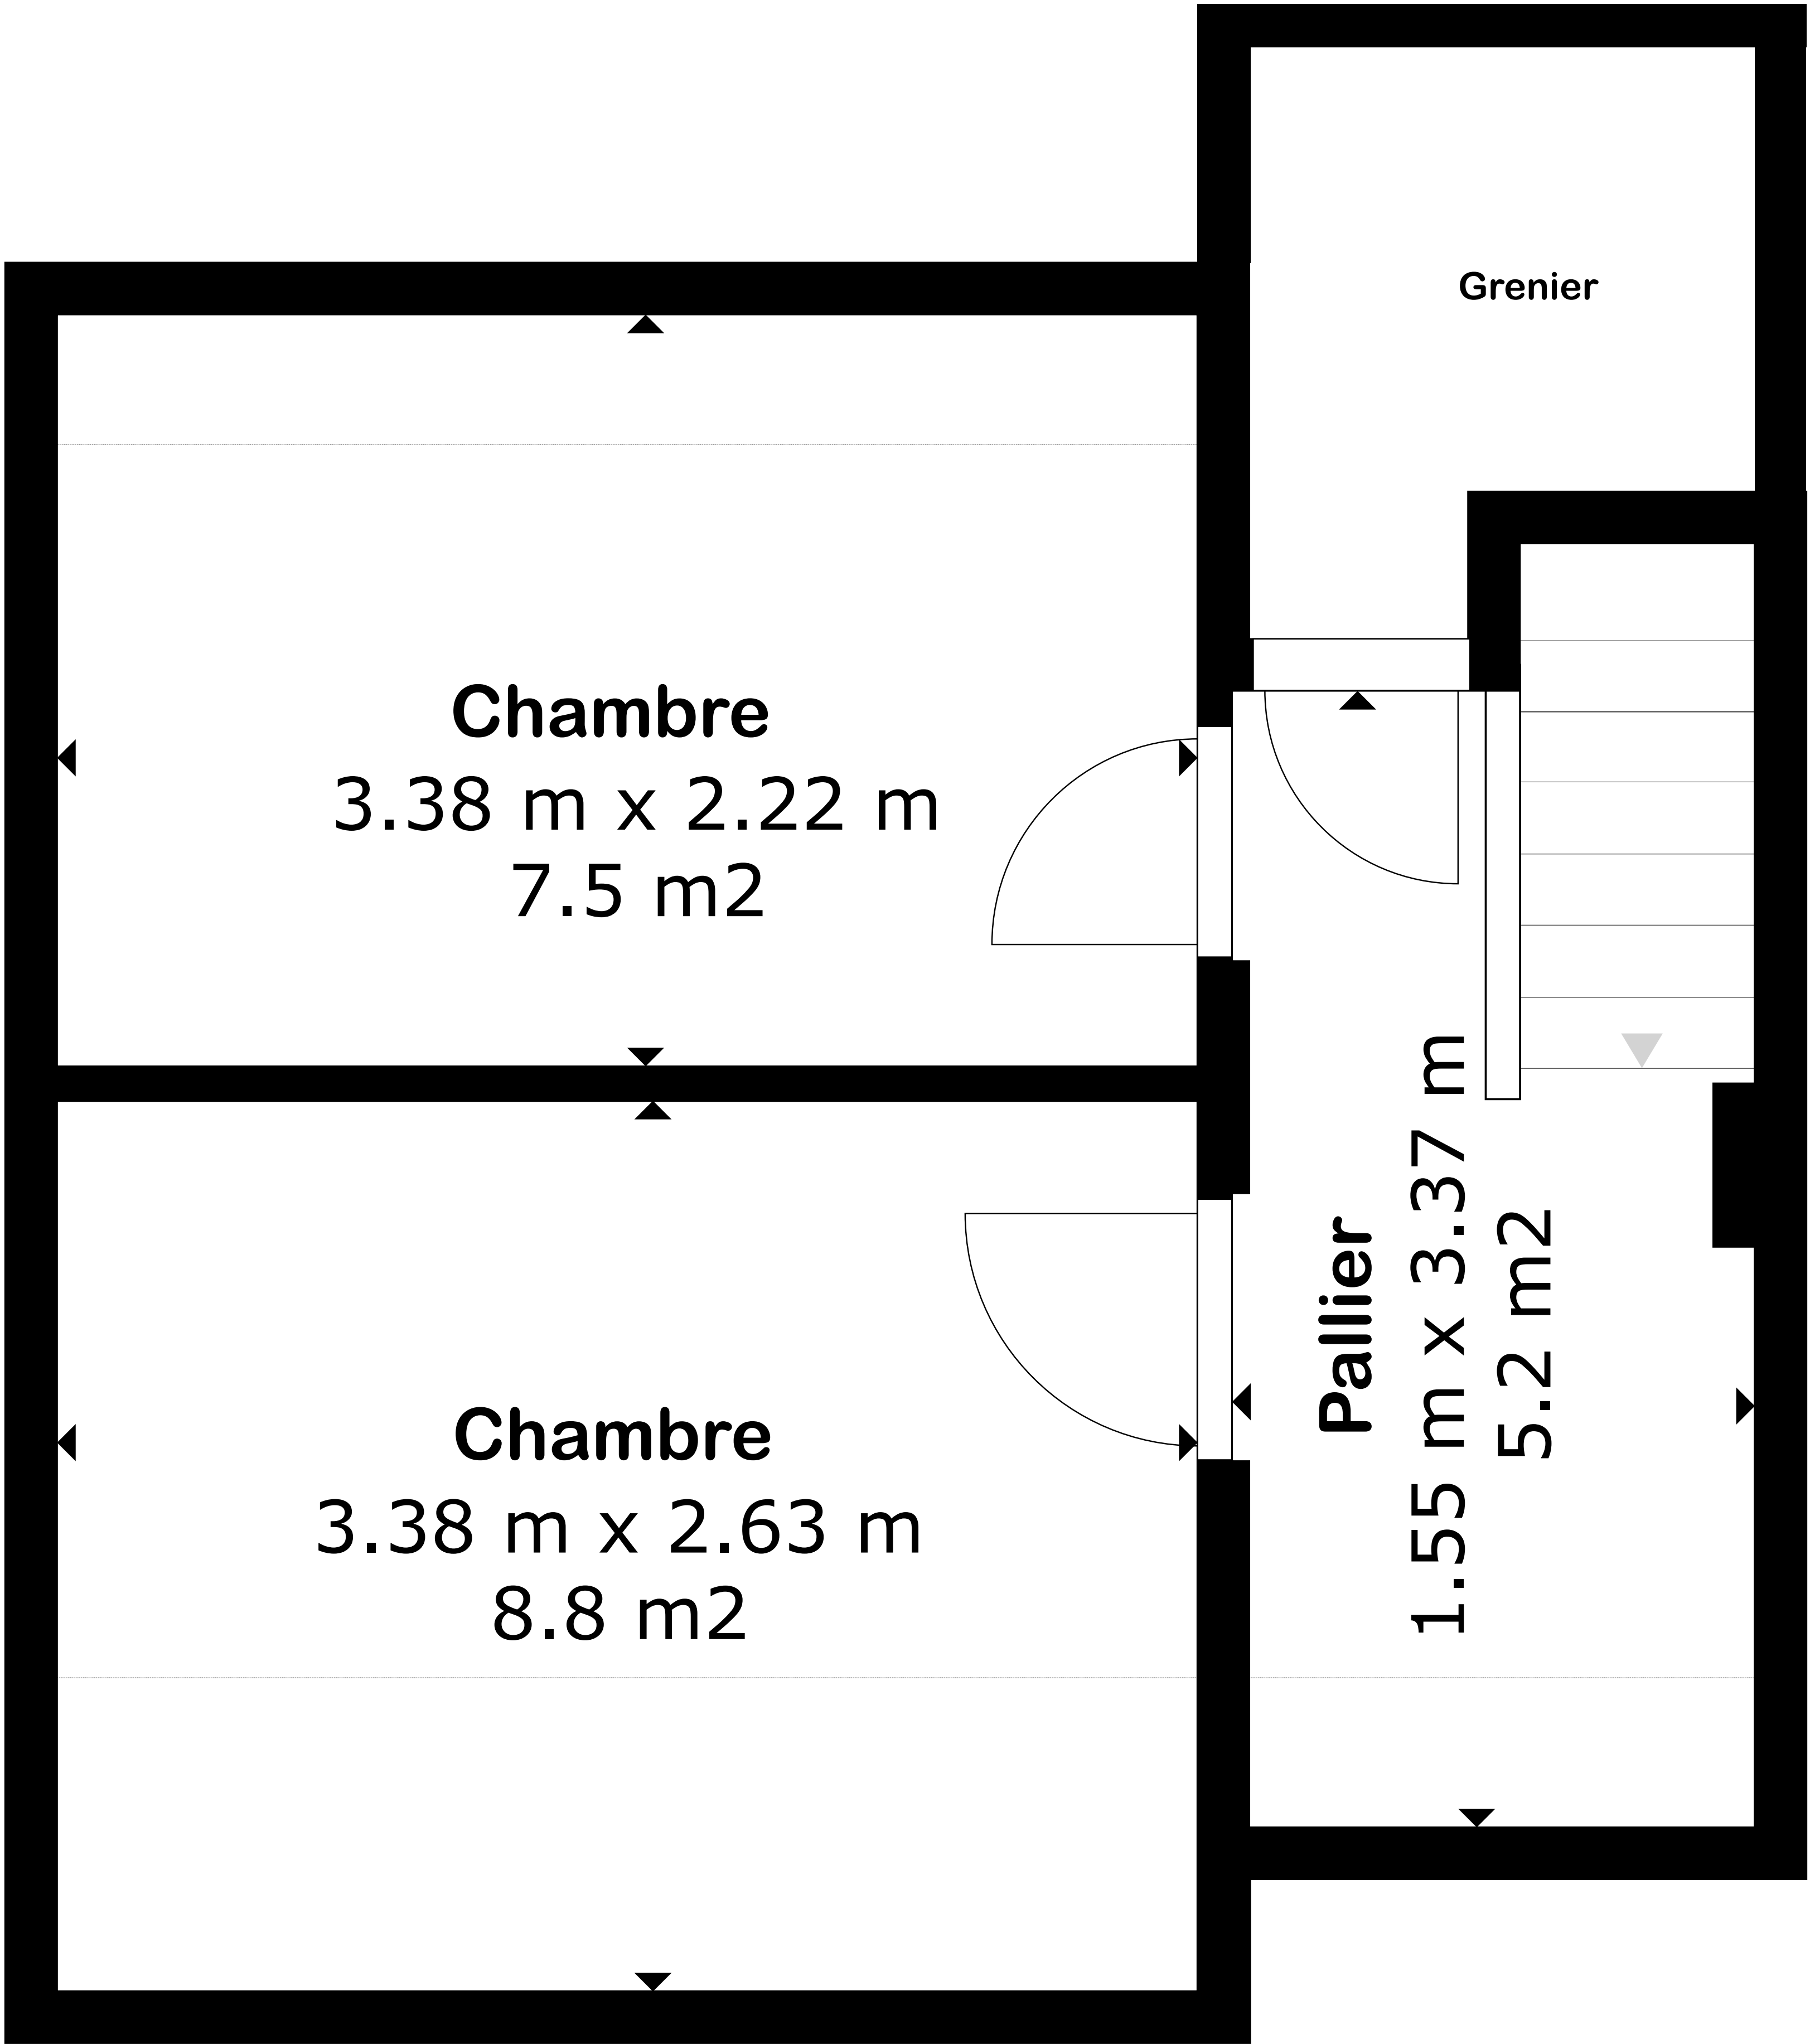 Grenier
Chambre
3.38 m x 2.22 m
7.5 m2
Pallier
1.55 m x 3.37 m
5.2 m2
Chambre
3.38 m x 2.63 m
8.8 m2